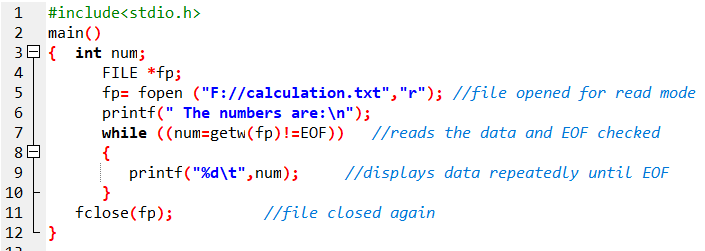 1 #include<stdio.h>
2 main()
3 { int num;
4 FILE *fp;
5 fp= fopen ("F://calculation.txt","r"); //file opened for read mode
6 printf(" The numbers are:\n");
7 while ((num=getw(fp)!=EOF)) //reads the data and EOF checked
8 {
9 printf("%d\t",num); //displays data repeatedly until EOF
10 }
11 fclose(fp); //file closed again
12 }